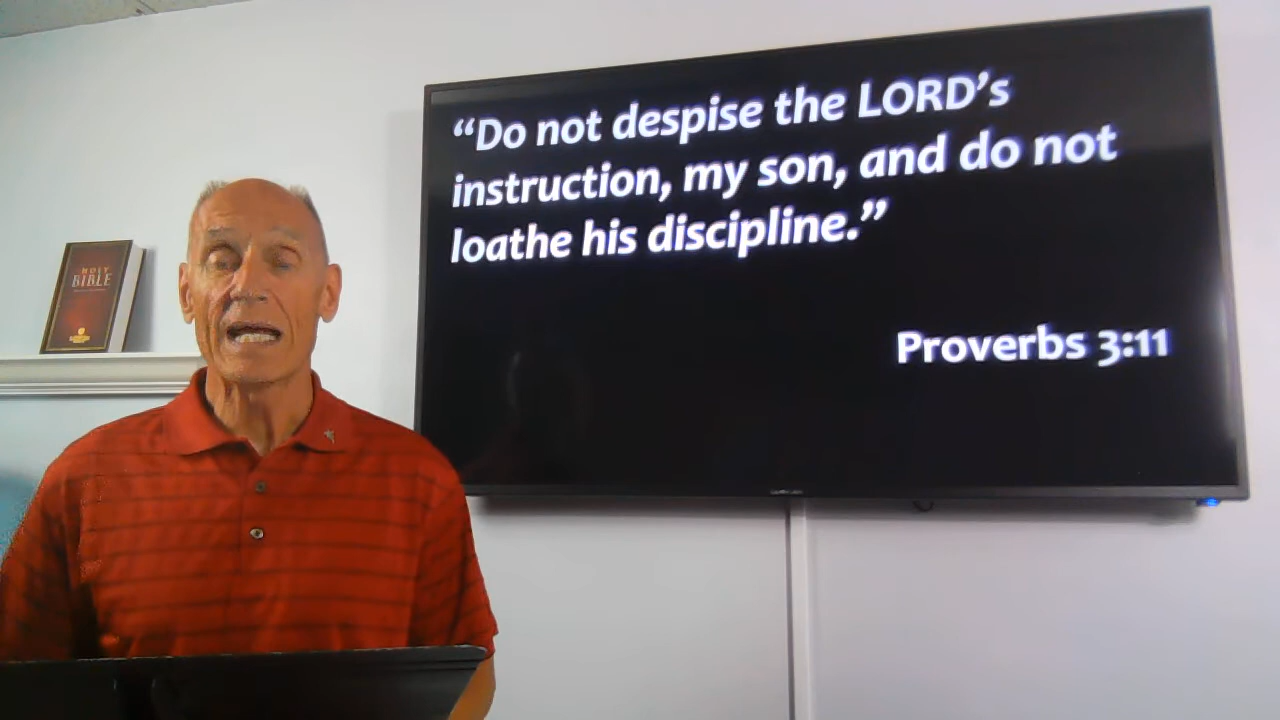 “Do not despise the LORD’s
instruction, my son, and do not
loathe his discipline.”
Proverbs 3:11
HOLY
BIBLE